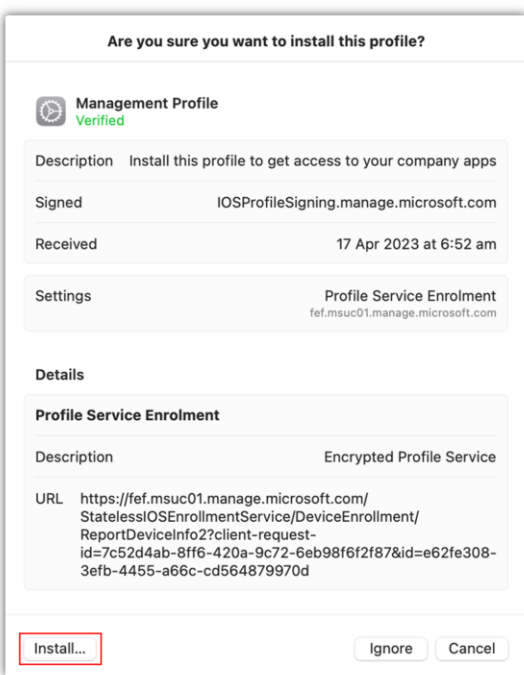 Are you sure you want to install this profile?
Management Profile
Verified
Description Install this profile to get access to your company apps
Signed IOSProfileSigning.manage.microsoft.com
Received 17 Apr 2023 at 6:52 am
Settings Profile Service Enrolment
fef.msuc01.manage.microsoft.com
Details
Profile Service Enrolment
Description Encrypted Profile Service
URL https://fef.msuc01.manage.microsoft.com/
StatelessIOSEnrollmentService/DeviceEnrollment/
ReportDeviceInfo2?client-request-
id=7c52d4ab-8ff6-420a-9c72-6eb98f6f2f87&id=e62fe308-
3efb-4455-a66c-cd564879970d
Install... Ignore Cancel